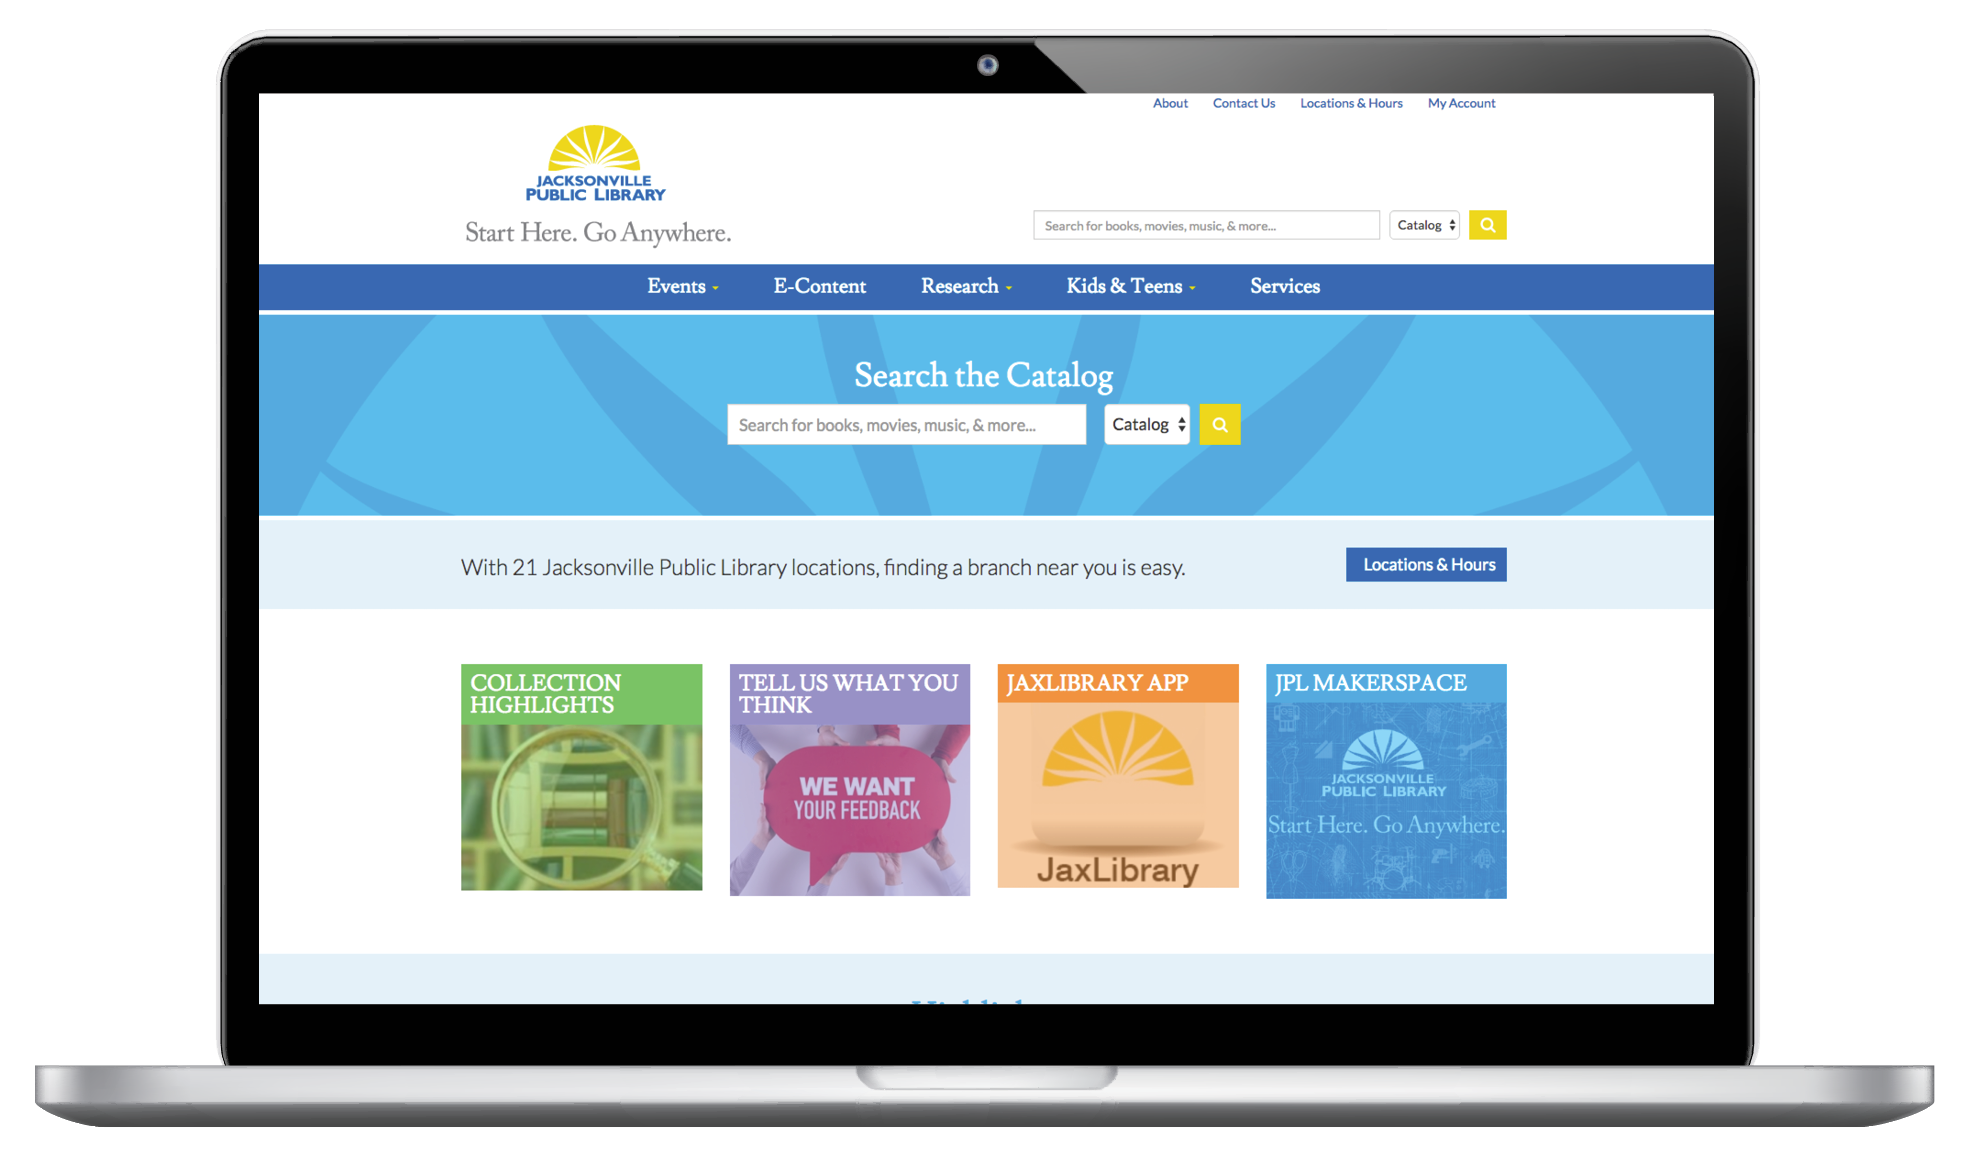 About Contact Us Locations & Hours My Account
JACKSONVILLE
PUBLIC LIBRARY
Start Here. Go Anywhere.
Search for books, movies, music, & more... Catalog
Events E-Content Research Kids & Teens Services
Search the Catalog
Search for books, movies, music, & more... Catalog
With 21 Jacksonville Public Library locations, finding a branch near you is easy.
Locations & Hours
COLLECTION
HIGHLIGHTS
TELL US WHAT YOU
THINK
WE WANT
YOUR FEEDBACK
JAXLIBRARY APP
JaxLibrary
JPL MAKERSPACE
JACKSONVILLE
PUBLIC LIBRARY
Start Here. Go Anywhere.